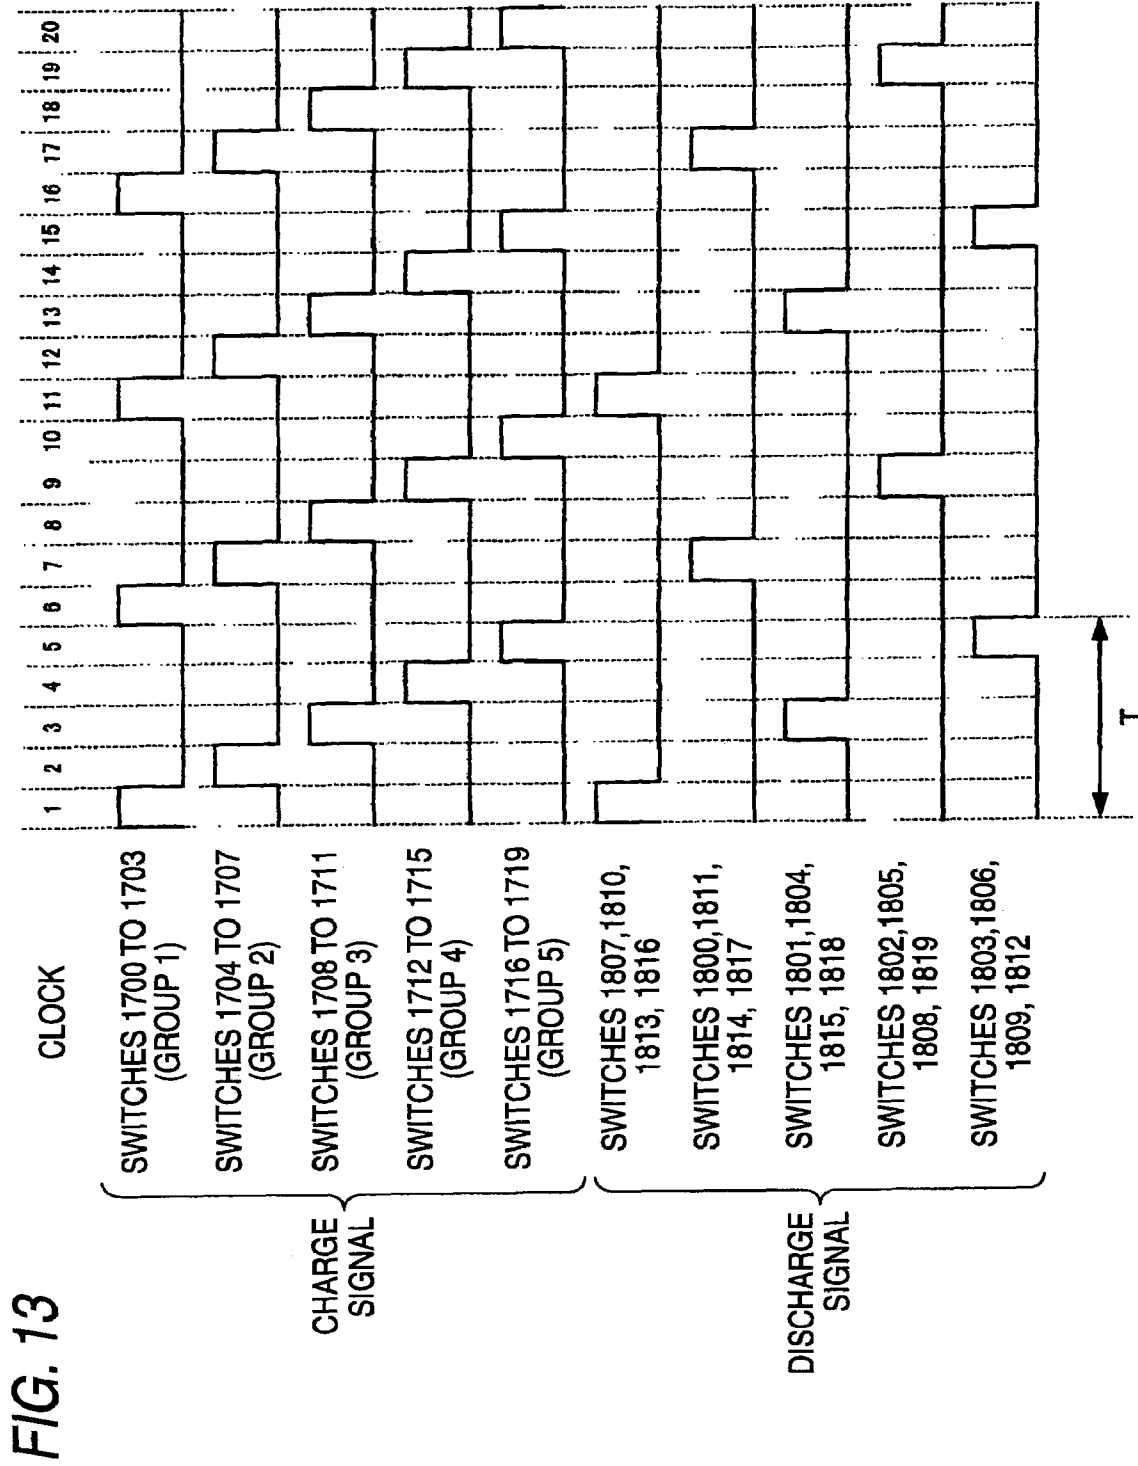 FIG. 13
CLOCK
1 2 3 4 5 6 7 8 9 10 11 12 13 14 15 16 17 18 19 20
CHARGE
SIGNAL
SWITCHES 1700 TO 1703
(GROUP 1)
SWITCHES 1704 TO 1707
(GROUP 2)
SWITCHES 1708 TO 1711
(GROUP 3)
SWITCHES 1712 TO 1715
(GROUP 4)
SWITCHES 1716 TO 1719
(GROUP 5)
DISCHARGE
SIGNAL
SWITCHES 1807,1810,
1813, 1816
SWITCHES 1800,1811,
1814, 1817
SWITCHES 1801,1804,
1815, 1818
SWITCHES 1802,1805,
1808, 1819
SWITCHES 1803,1806,
1809, 1812
T